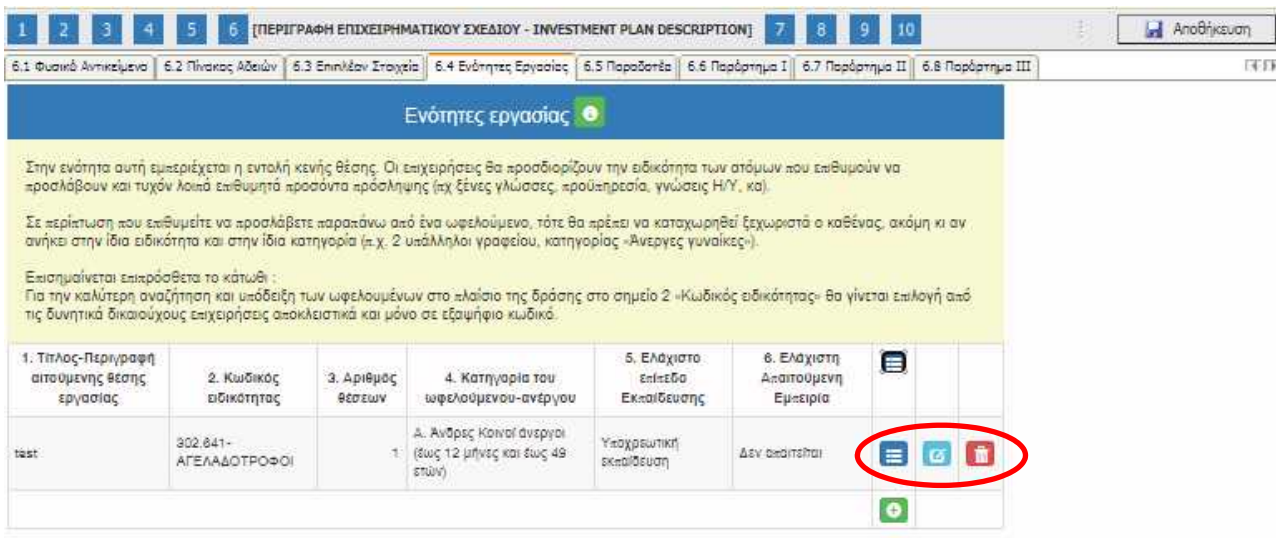 1 2 3 4 5 6 [ΠΕΡΙΓΡΑΦΗ ΕΠΙΧΕΙΡΗΜΑΤΙΚΟΥ ΣΧΕΔΙΟΥ - INVESTMENT PLAN DESCRIPTION] 7 8 9 10 Αποθήκευση
6.1 Φυσικό Αντικείμενο 6.2 Πίνακας Αδειών 6.3 Επιπλέον Στοιχεία 6.4 Ενότητες Εργασίας 6.5 Παραδοτέα 6.6 Παράρτημα Ι 6.7 Παράρτημα ΙΙ 6.8 Παράρτημα ΙΙΙ
Ενότητες εργασίας
Στην ενότητα αυτή εμπεριέχεται η εντολή κενής θέσης. Οι επιχειρήσεις θα προσδιορίζουν την ειδικότητα των ατόμων που επιθυμούν να
προσλάβουν και τυχόν λοιπά επιθυμητά προσόντα πρόσληψης (πχ ξένες γλώσσες, προϋπηρεσία, γνώσεις Η/Υ, κα).
Σε περίπτωση που επιθυμείτε να προσλάβετε παραπάνω από ένα ωφελούμενο, τότε θα πρέπει να καταχωρηθεί ξεχωριστά ο καθένας, ακόμη κι αν
ανήκει στην ίδια ειδικότητα και στην ίδια κατηγορία (π.χ. 2 υπάλληλοι γραφείου, κατηγορίας «Άνεργες γυναίκες»).
Επισημαίνεται επιπρόσθετα το κάτωθι :
Για την καλύτερη αναζήτηση και υπόδειξη των ωφελουμένων στο πλαίσιο της δράσης στο σημείο 2 «Κωδικός ειδικότητας» θα γίνεται επιλογή από
τις δυνητικά δικαιούχους επιχειρήσεις αποκλειστικά και μόνο σε εξαψήφιο κωδικό.
1. Τίτλος-Περιγραφή
αιτούμενης θέσης
εργασίας
2. Κωδικός
ειδικότητας
3. Αριθμός
θέσεων
4. Κατηγορία του
ωφελούμενου-ανέργου
5. Ελάχιστο
επίπεδο
Εκπαίδευσης
6. Ελάχιστη
Απαιτούμενη
Εμπειρία
test
302.641-
ΑΓΕΛΑΔΟΤΡΟΦΟΙ
1
Α. Άνδρες Κοινοί άνεργοι
(έως 12 μήνες και έως 49
ετών)
Υποχρεωτική
εκπαίδευση
Δεν απαιτείται